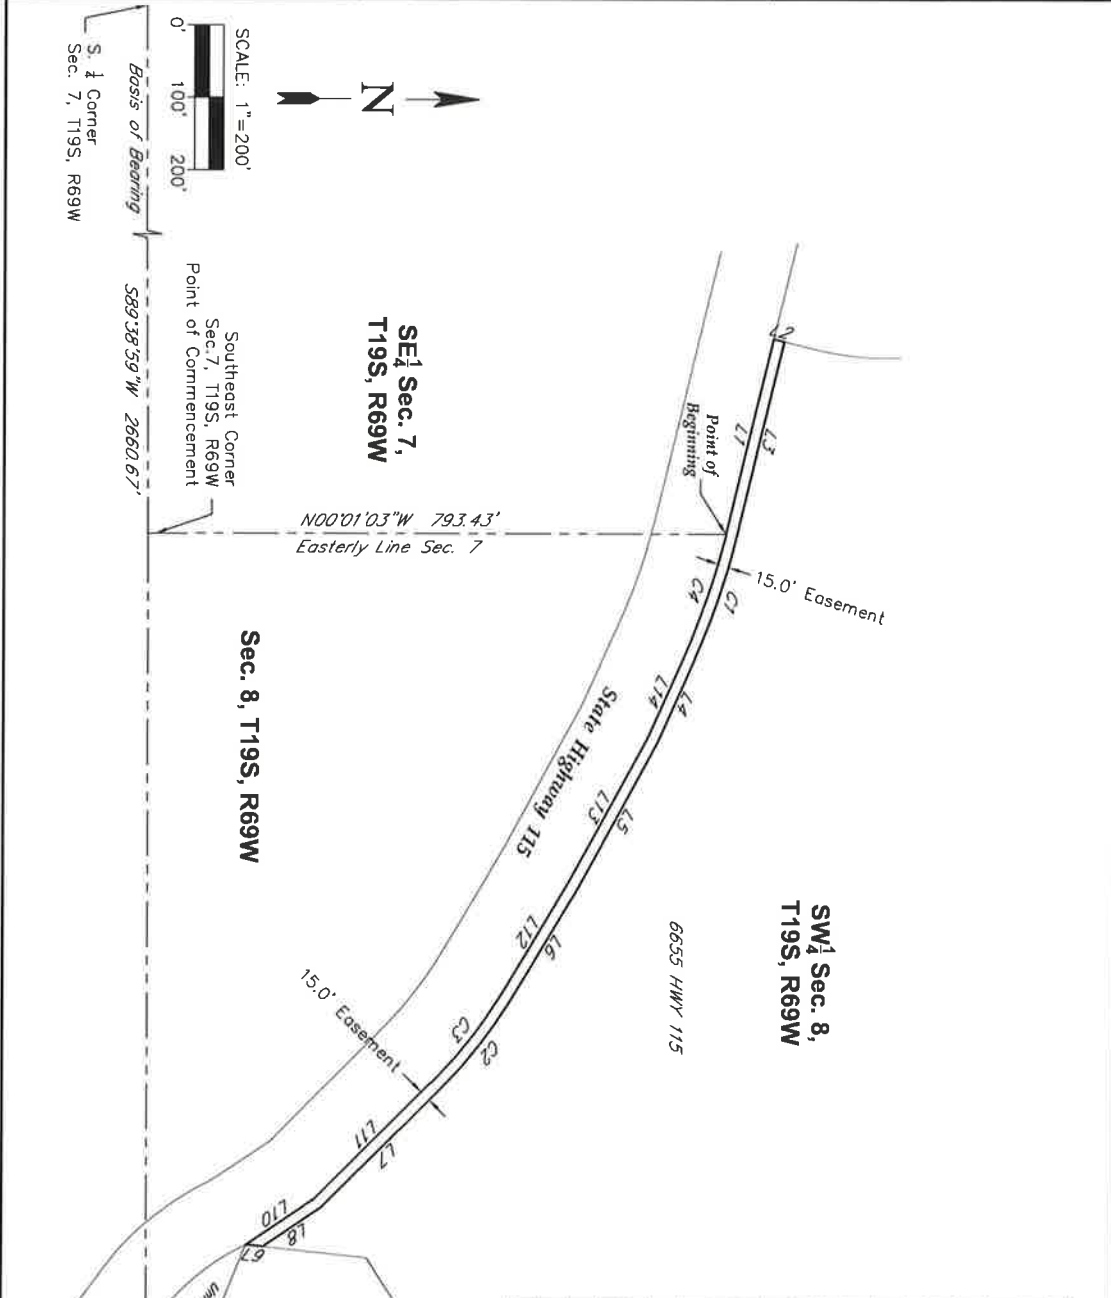 SCALE: 1"=200'
0'
100'
200'
N
S. 1/4 Corner
Sec. 7, T19S, R69W
Basis of Bearing
S89°38'59"W 2660.67'
Southeast Corner
Sec.7, T19S, R69W
Point of Commencement
SE1/4 Sec. 7,
T19S, R69W
N00°01'03"W 793.43'
Easterly Line Sec. 7
Point of
Beginning
L2
L1
L3
15.0' Easement
C4
C1
L14
L4
State Highway 115
L13
L5
L12
L6
SW1/4 Sec. 8,
T19S, R69W
6655 HWY 115
Sec. 8, T19S, R69W
15.0' Easement
C3
C2
L11
L7
L10
L8
L9